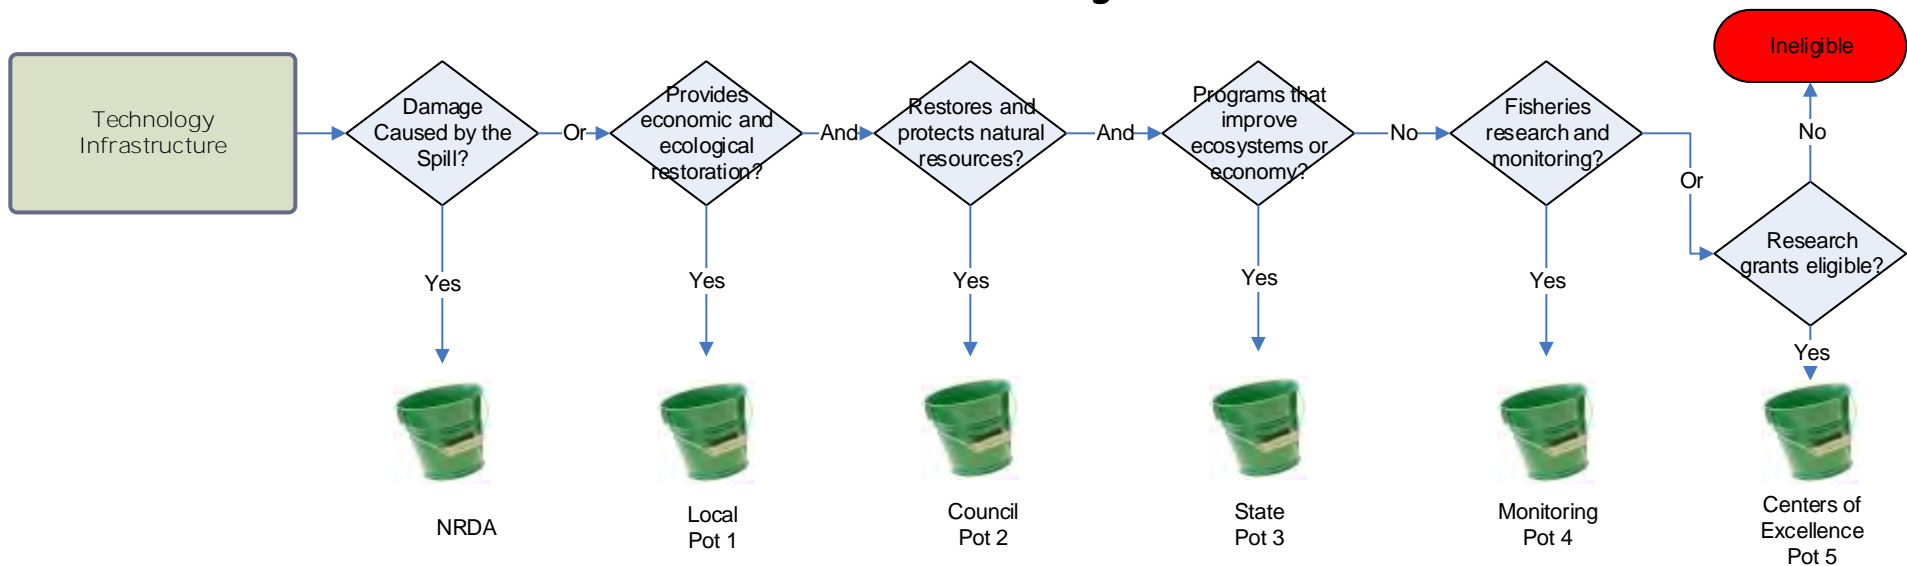 Technology
Infrastructure
Damage
Caused by the
Spill?
Or
Provides
economic and
ecological
restoration?
And
Restores and
protects natural
resources?
And
Programs that
improve
ecosystems or
economy?
No
Fisheries
research and
monitoring?
Or
Research
grants eligible?
No
Ineligible
Yes
Yes
Yes
Yes
Yes
Yes
NRDA
Local
Pot 1
Council
Pot 2
State
Pot 3
Monitoring
Pot 4
Centers of
Excellence
Pot 5